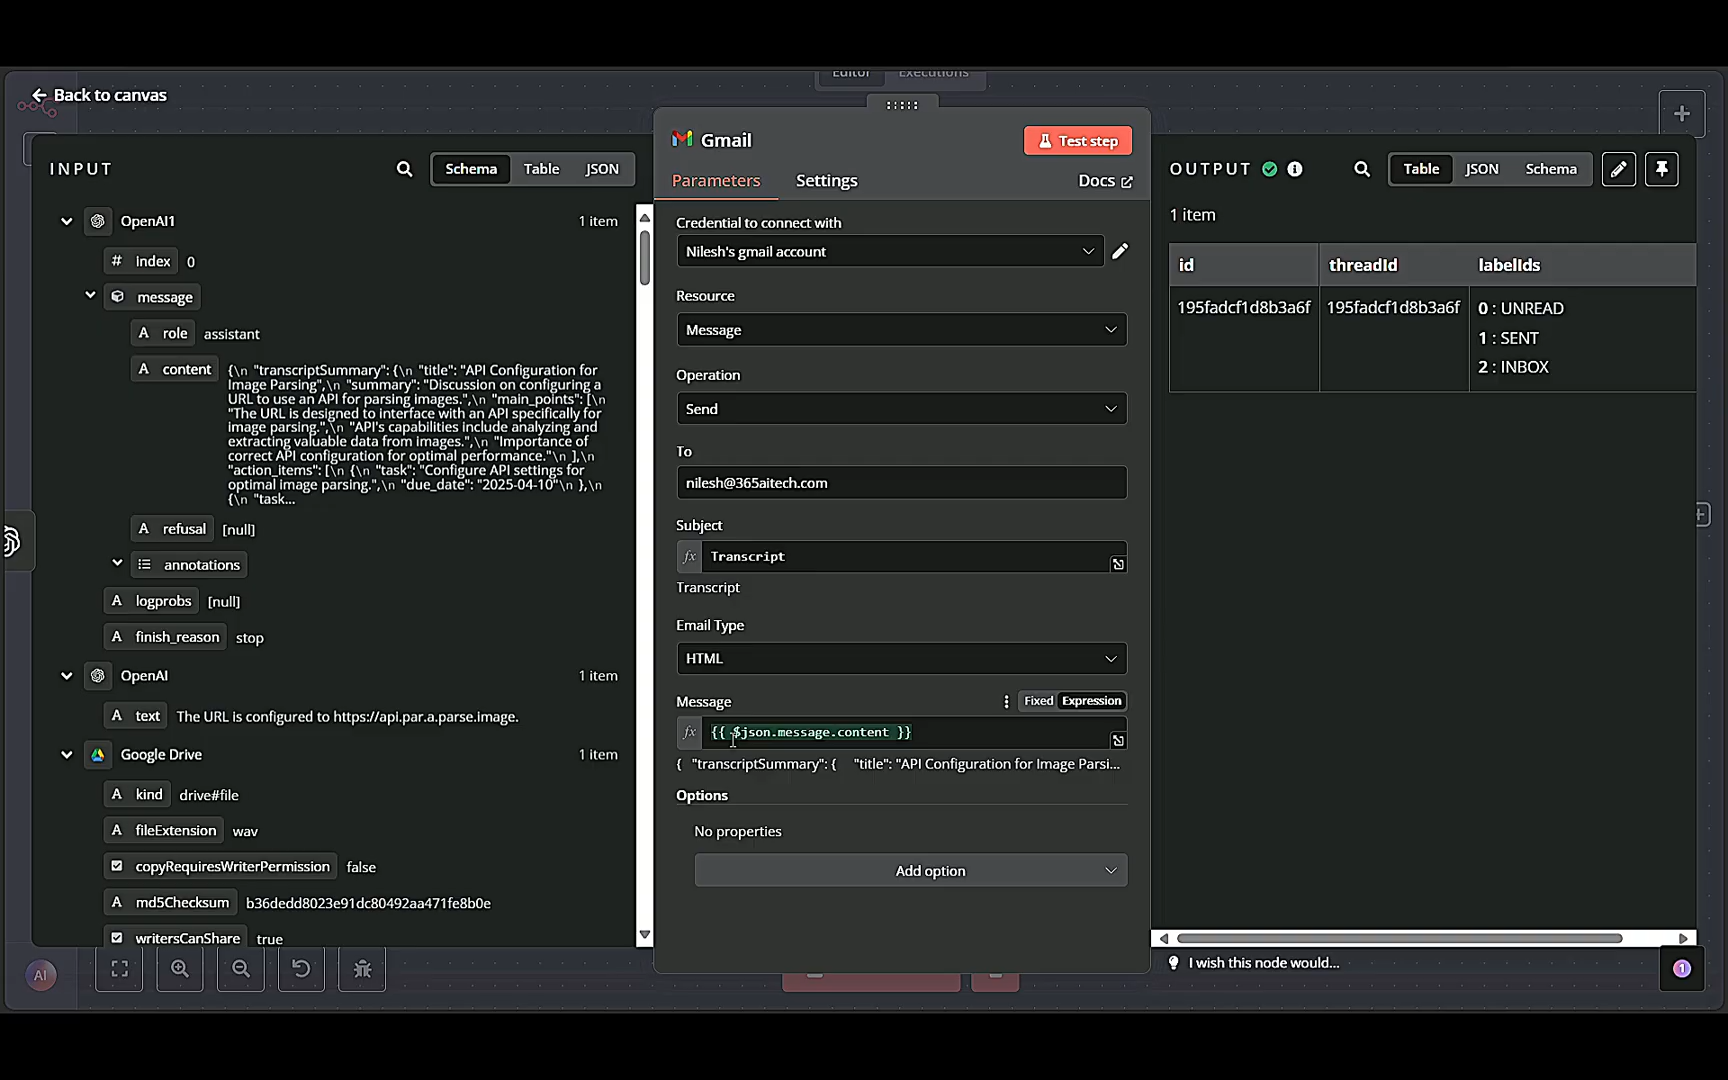 Editor Executions
Back to canvas
INPUT
Schema Table JSON
OpenAI1 1 item
# index 0
message
A role assistant
A content {\n "transcriptSummary": {\n "title": "API Configuration for
Image Parsing",\n "summary": "Discussion on configuring a
URL to use an API for parsing images.",\n "main_points": [\n
"The URL is designed to interface with an API specifically for
image parsing.",\n "API's capabilities include analyzing and
extracting valuable data from images.",\n "Importance of
correct API configuration for optimal performance."\n ],\n
"action_items": [\n {\n "task": "Configure API settings for
optimal image parsing.",\n "due_date": "2025-04-10"\n },\n
{\n "task...
A refusal [null]
annotations
A logprobs [null]
A finish_reason stop
OpenAI 1 item
A text The URL is configured to https://api.par.a.parse.image.
Google Drive 1 item
A kind drive#file
A fileExtension wav
copyRequiresWriterPermission false
A md5Checksum b36dedd8023e91dc80492aa471fe8b0e
writersCanShare true
AI
Gmail
Test step
Parameters Settings Docs
Credential to connect with
Nilesh's gmail account
Resource
Message
Operation
Send
To
nilesh@365aitech.com
Subject
fx Transcript
Transcript
Email Type
HTML
Message Fixed Expression
fx {{ $json.message.content }}
{ "transcriptSummary": { "title": "API Configuration for Image Parsi...
Options
No properties
Add option
OUTPUT
Table JSON Schema
1 item
id threadId labelIds
195fadcf1d8b3a6f 195fadcf1d8b3a6f 0 : UNREAD
1 : SENT
2 : INBOX
I wish this node would...
1